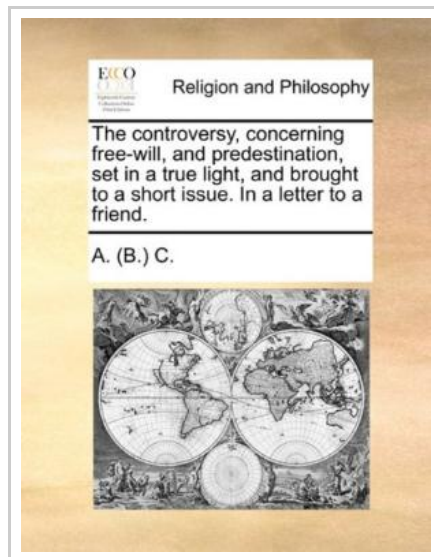 ECCO
Religion and Philosophy
The controversy, concerning
free-will, and predestination,
set in a true light, and brought
to a short issue. In a letter to a
friend.
A. (B.) C.